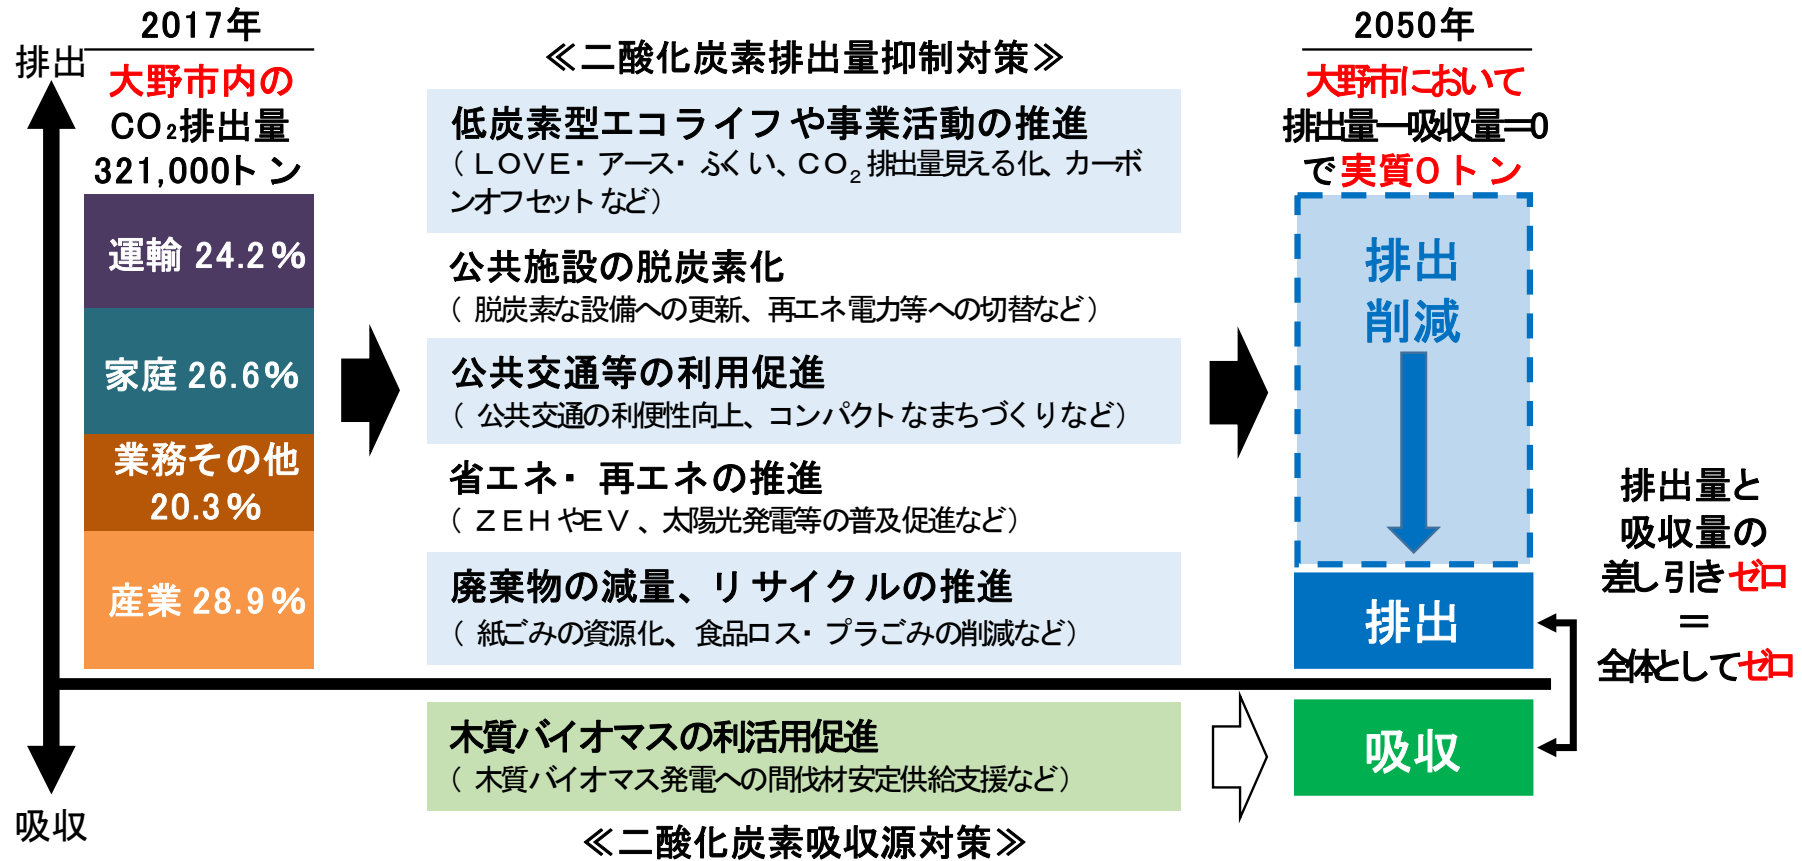 2017年
排出
大野市内の
CO₂排出量
321,000トン
運輸 24.2%
家庭 26.6%
業務その他
20.3%
産業 28.9%
吸収
≪二酸化炭素排出量抑制対策≫
低炭素型エコライフや事業活動の推進
(LOVE・アース・ふくい、CO₂排出量見える化、カーボ
ンオフセットなど)
公共施設の脱炭素化
(脱炭素な設備への更新、再エネ電力等への切替など)
公共交通等の利用促進
(公共交通の利便性向上、コンパクトなまちづくりなど)
省エネ・再エネの推進
(ZEHやEV、太陽光発電等の普及促進など)
廃棄物の減量、リサイクルの推進
(紙ごみの資源化、食品ロス・プラごみの削減など)
木質バイオマスの利活用促進
(木質バイオマス発電への間伐材安定供給支援など)
≪二酸化炭素吸収源対策≫
2050年
大野市において
排出量ー吸収量=0
で実質0トン
排出
削減
排出
吸収
排出量と
吸収量の
差し引きゼロ
=
全体としてゼロ